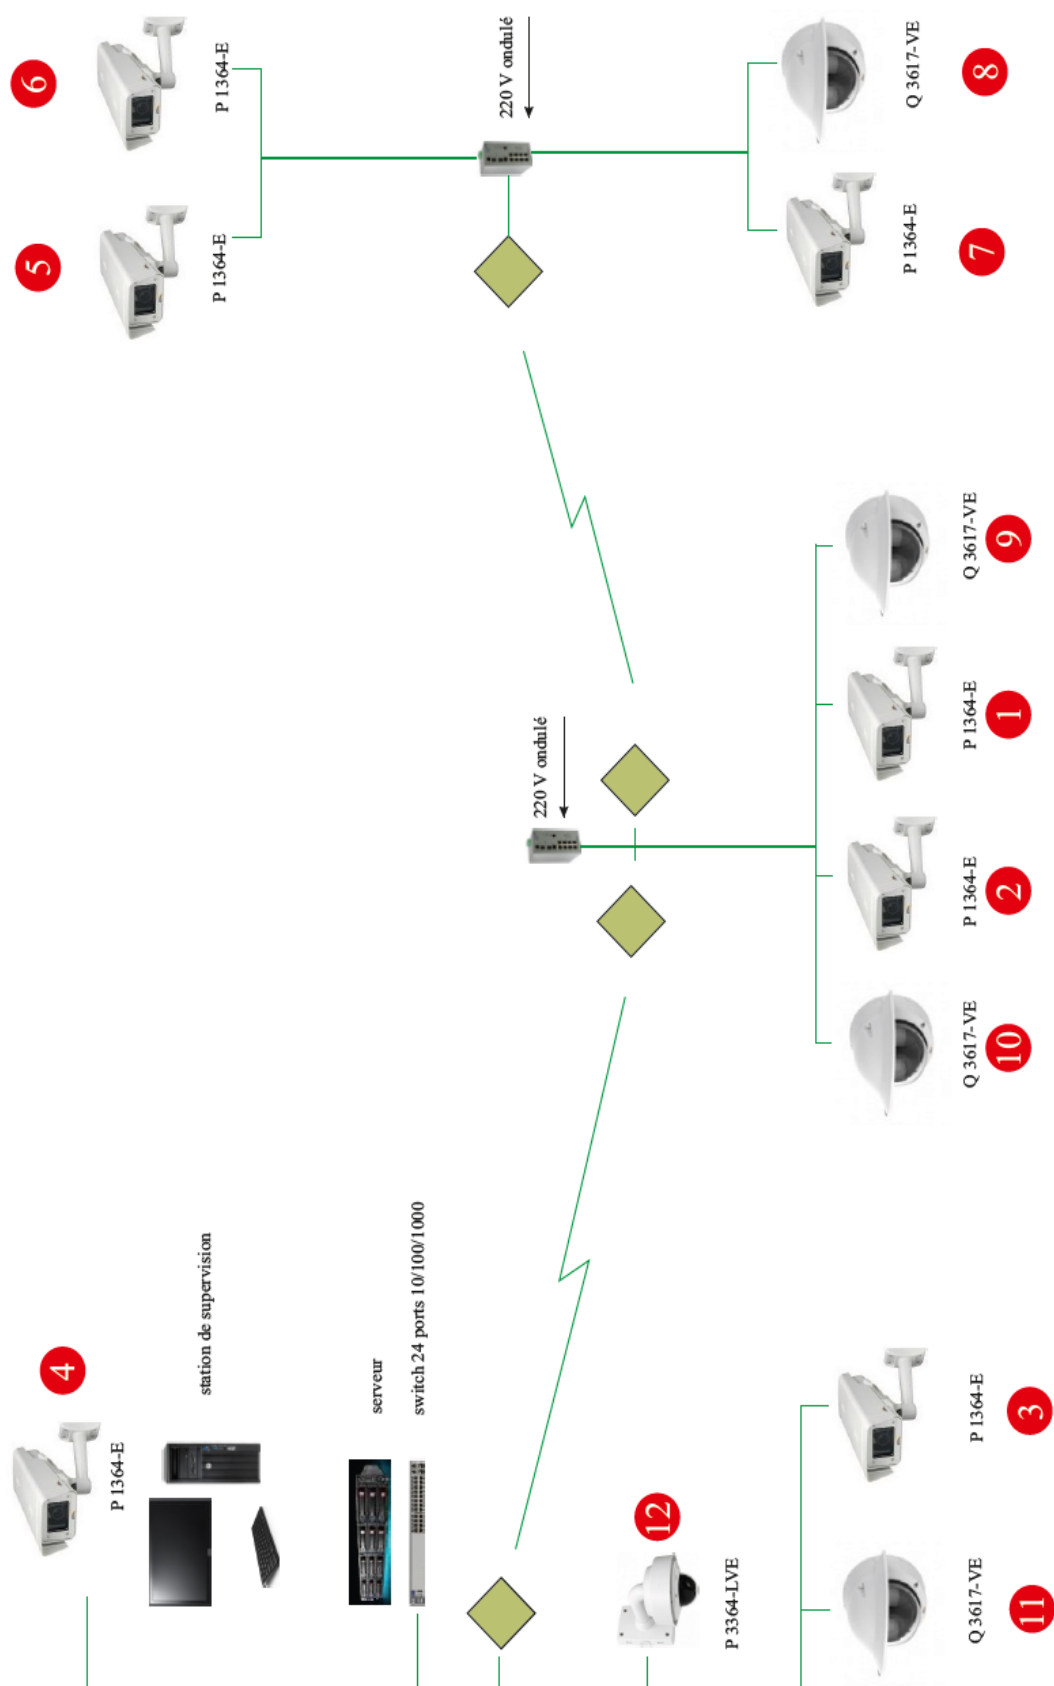 4
5
6
P 1364-E
station de supervision
P 1364-E
P 1364-E
serveur
switch 24 ports 10/100/1000
220 V ondulé
220 V ondulé
12
P 3364-LVE
P 1364-E
Q 3617-VE
7
8
Q 3617-VE
P 1364-E
Q 3617-VE
P 1364-E
P 1364-E
Q 3617-VE
11
3
10
2
1
9